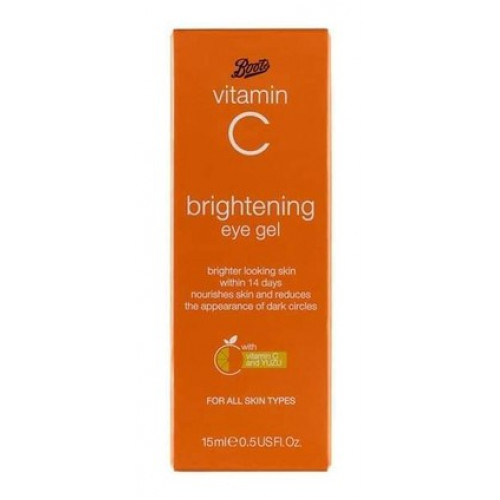 Boots
vitamin
C
brightening
eye gel
brighter looking skin
within 14 days
nourishes skin and reduces
the appearance of dark circles
with
vitamin C
and YUZU
FOR ALL SKIN TYPES
15ml℮0.5US Fl. Oz.